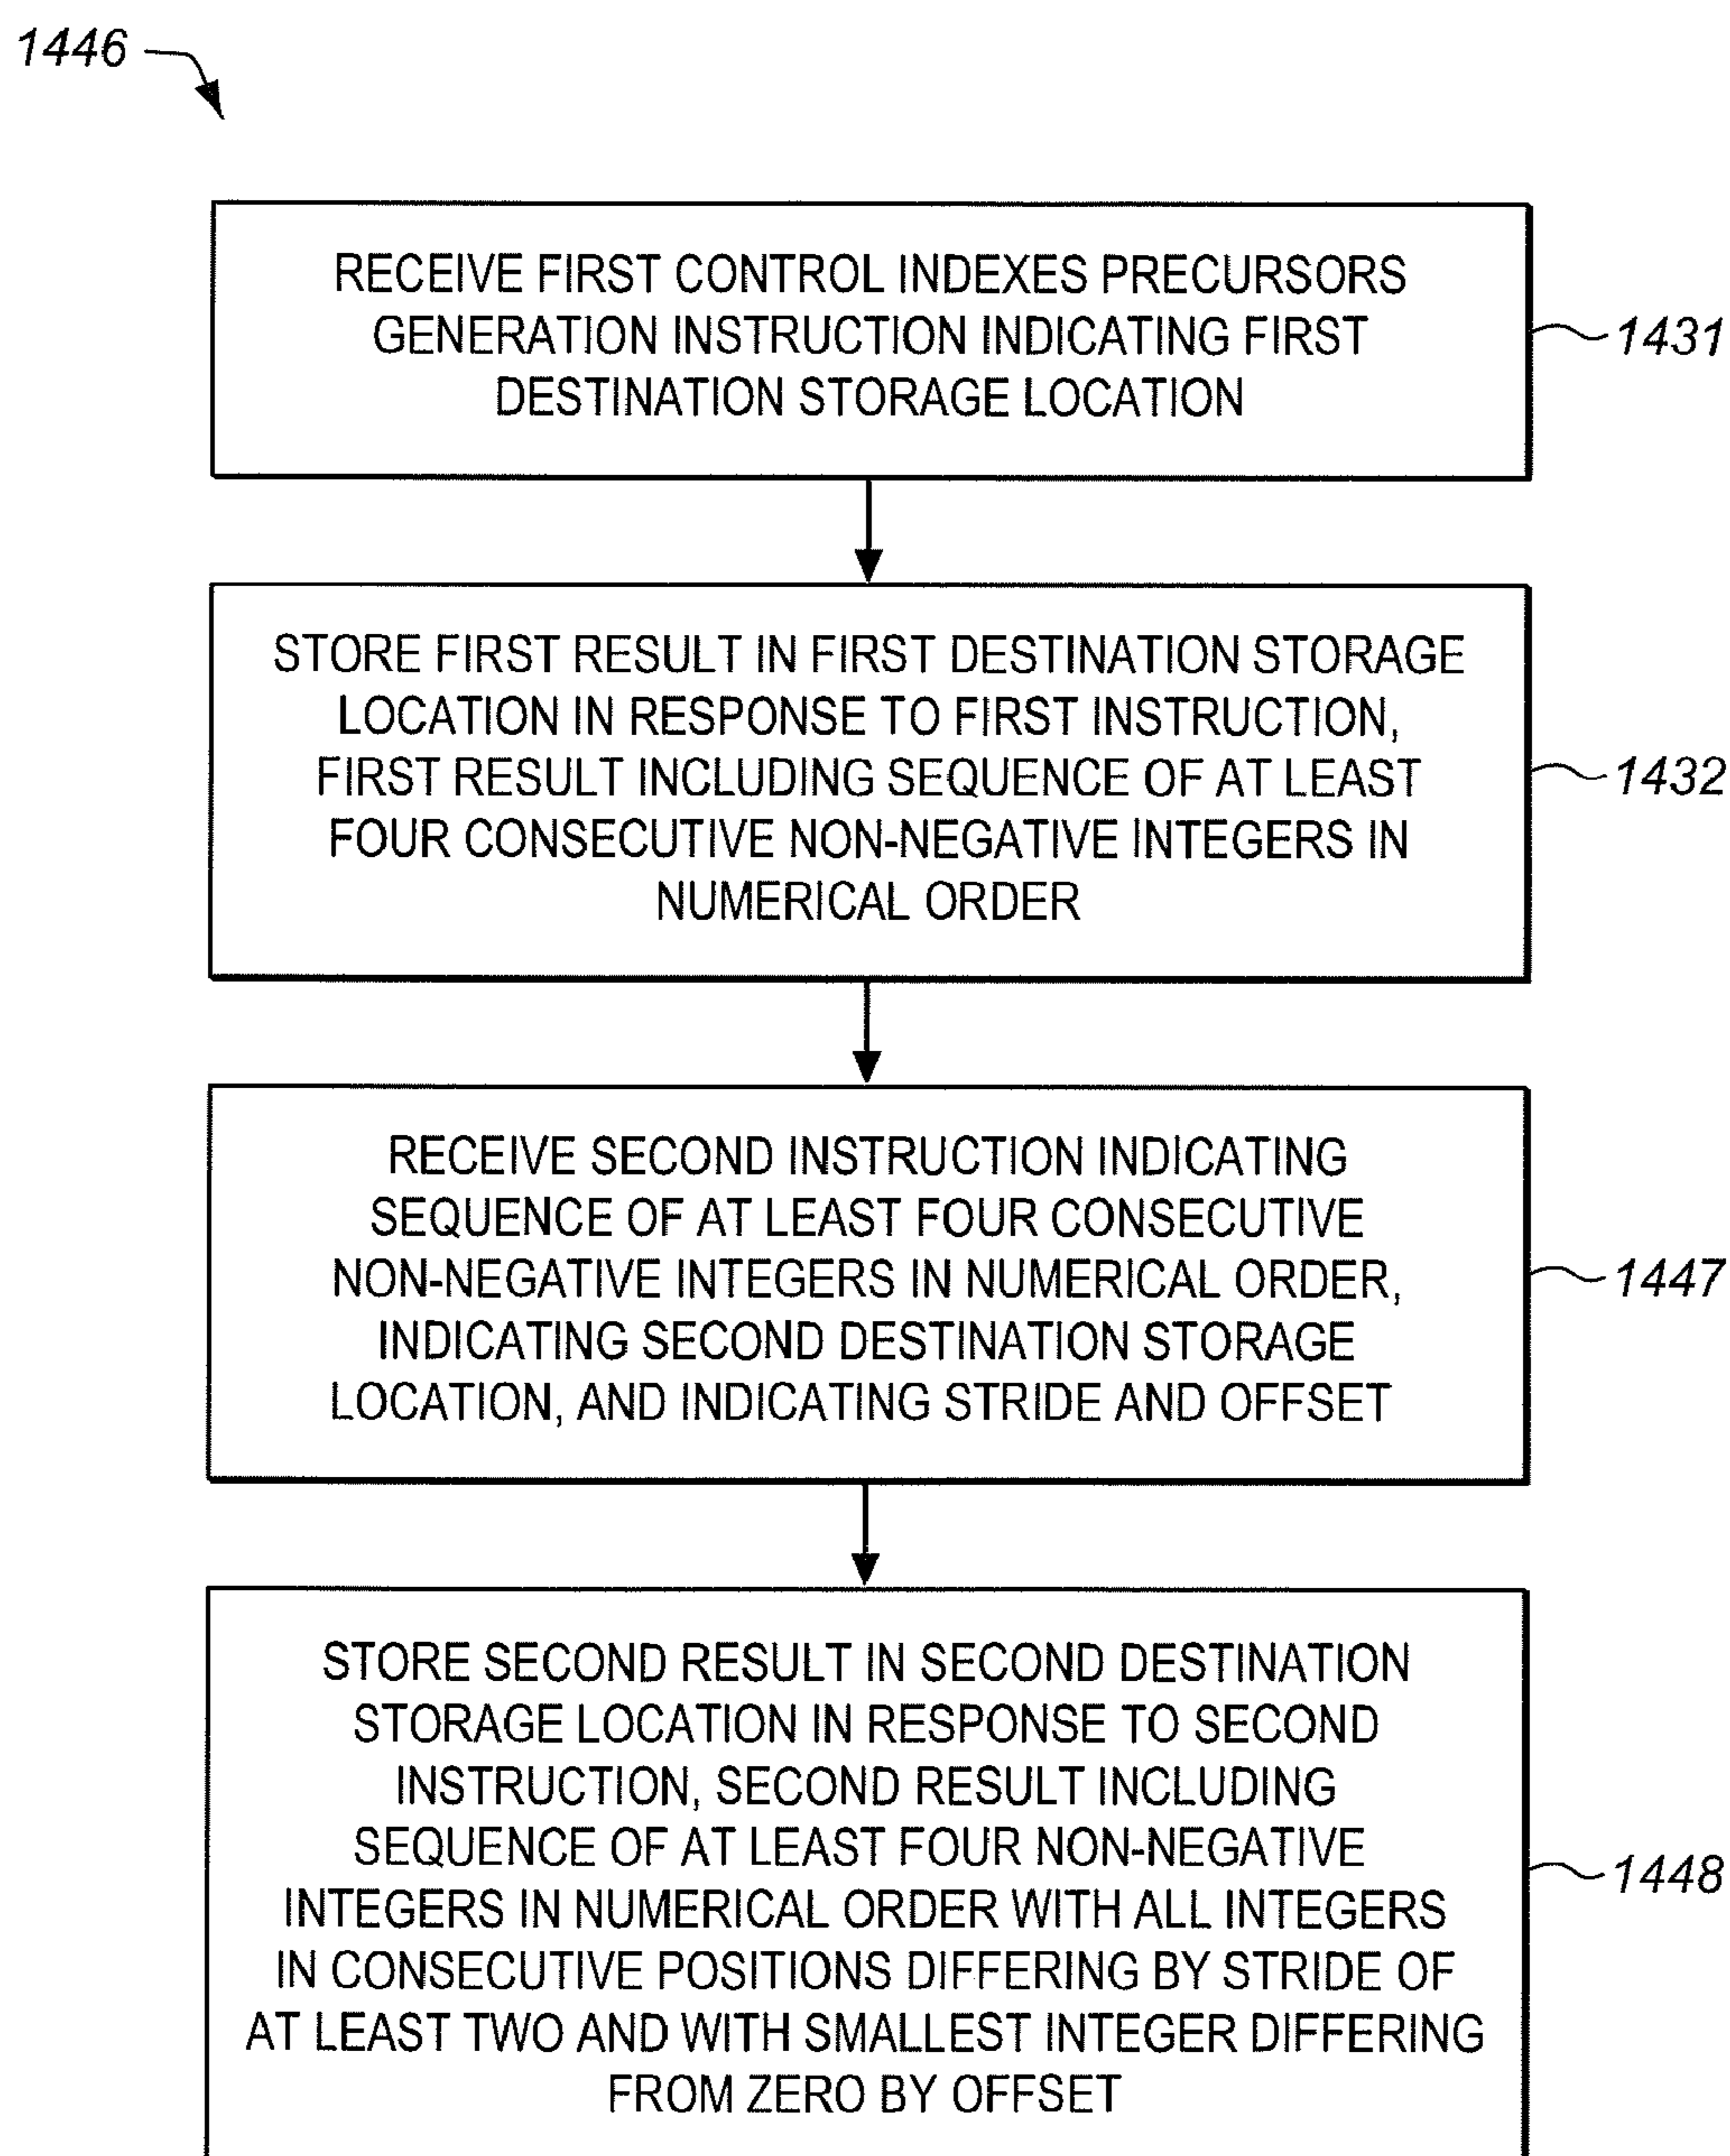 1446
RECEIVE FIRST CONTROL INDEXES PRECURSORS
GENERATION INSTRUCTION INDICATING FIRST
DESTINATION STORAGE LOCATION
1431
STORE FIRST RESULT IN FIRST DESTINATION STORAGE
LOCATION IN RESPONSE TO FIRST INSTRUCTION,
FIRST RESULT INCLUDING SEQUENCE OF AT LEAST
FOUR CONSECUTIVE NON-NEGATIVE INTEGERS IN
NUMERICAL ORDER
1432
RECEIVE SECOND INSTRUCTION INDICATING
SEQUENCE OF AT LEAST FOUR CONSECUTIVE
NON-NEGATIVE INTEGERS IN NUMERICAL ORDER,
INDICATING SECOND DESTINATION STORAGE
LOCATION, AND INDICATING STRIDE AND OFFSET
1447
STORE SECOND RESULT IN SECOND DESTINATION
STORAGE LOCATION IN RESPONSE TO SECOND
INSTRUCTION, SECOND RESULT INCLUDING
SEQUENCE OF AT LEAST FOUR NON-NEGATIVE
INTEGERS IN NUMERICAL ORDER WITH ALL INTEGERS
IN CONSECUTIVE POSITIONS DIFFERING BY STRIDE OF
AT LEAST TWO AND WITH SMALLEST INTEGER DIFFERING
FROM ZERO BY OFFSET
1448